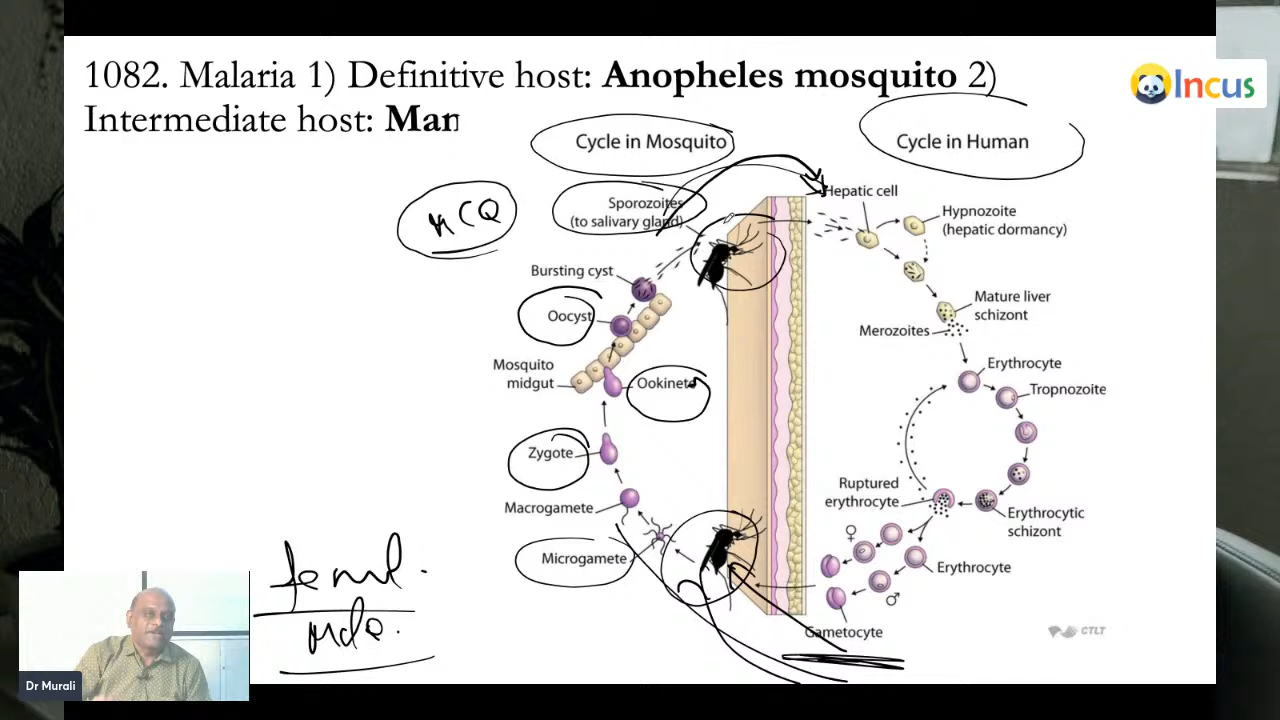 1082. Malaria 1) Definitive host: Anopheles mosquito 2)
Intermediate host: Man
Incus
Cycle in Mosquito
Cycle in Human
MCQ
Sporozoites
(to salivary gland)
Hepatic cell
Hypnozoite
(hepatic dormancy)
Bursting cyst
Oocyst
Mature liver
schizont
Merozoites
Mosquito
midgut
Ookinete
Erythrocyte
Tropnozoite
Zygote
Macrogamete
Ruptured
erythrocyte
Erythrocytic
schizont
Microgamete
♀
Erythrocyte
♂
Gametocyte
CTLT
male.
Dr Murali